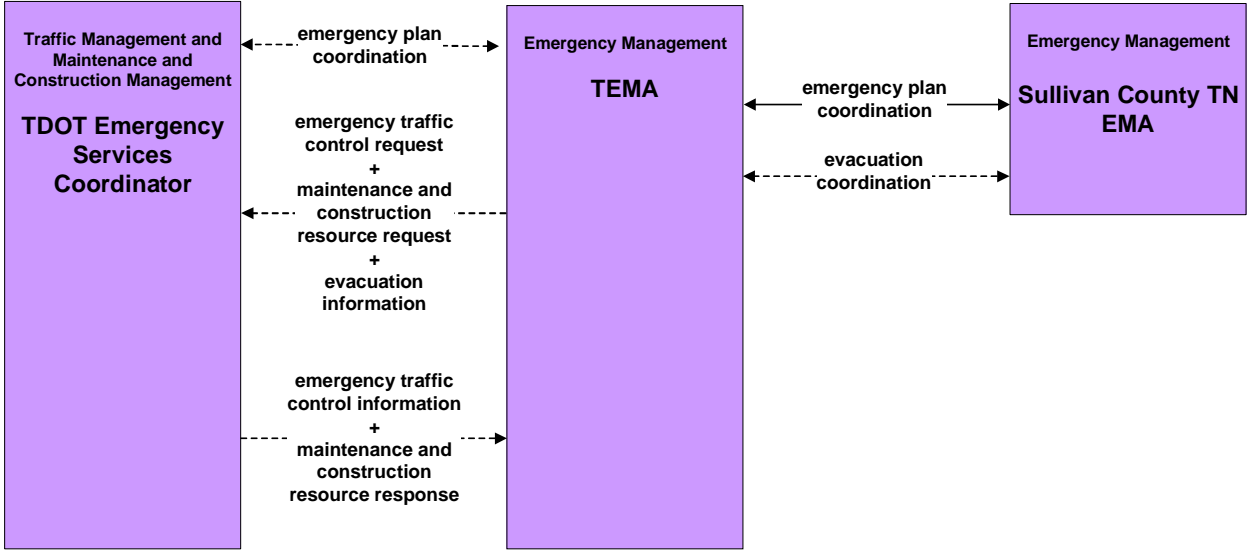 Traffic Management and
Maintenance and
Construction Management
TDOT Emergency
Services
Coordinator
emergency plan
coordination
emergency traffic
control request
+
maintenance and
construction
resource request
+
evacuation
information
emergency traffic
control information
+
maintenance and
construction
resource response
Emergency Management
TEMA
emergency plan
coordination
evacuation
coordination
Emergency Management
Sullivan County TN
EMA